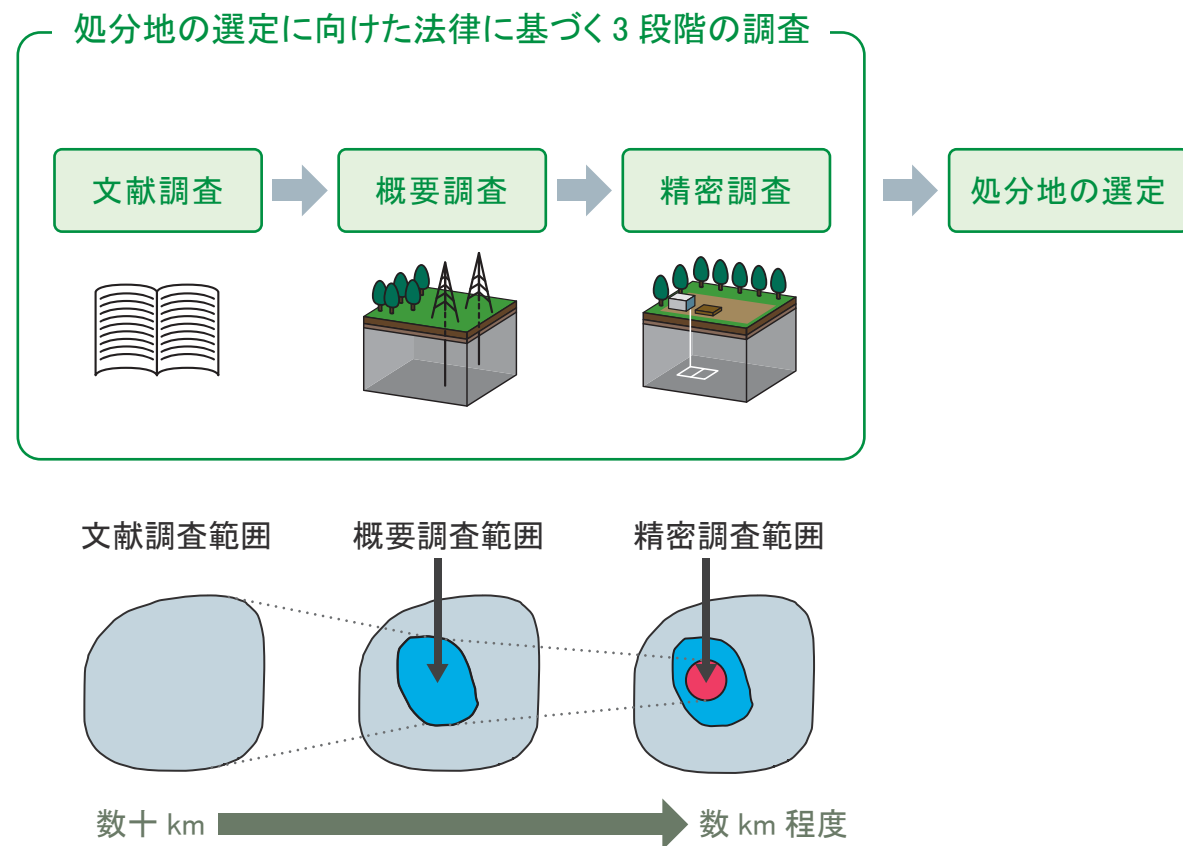 処分地の選定に向けた法律に基づく3 段階の調査
文献調査
概要調査
精密調査
処分地の選定
文献調査範囲
概要調査範囲
精密調査範囲
数十 km
数 km 程度